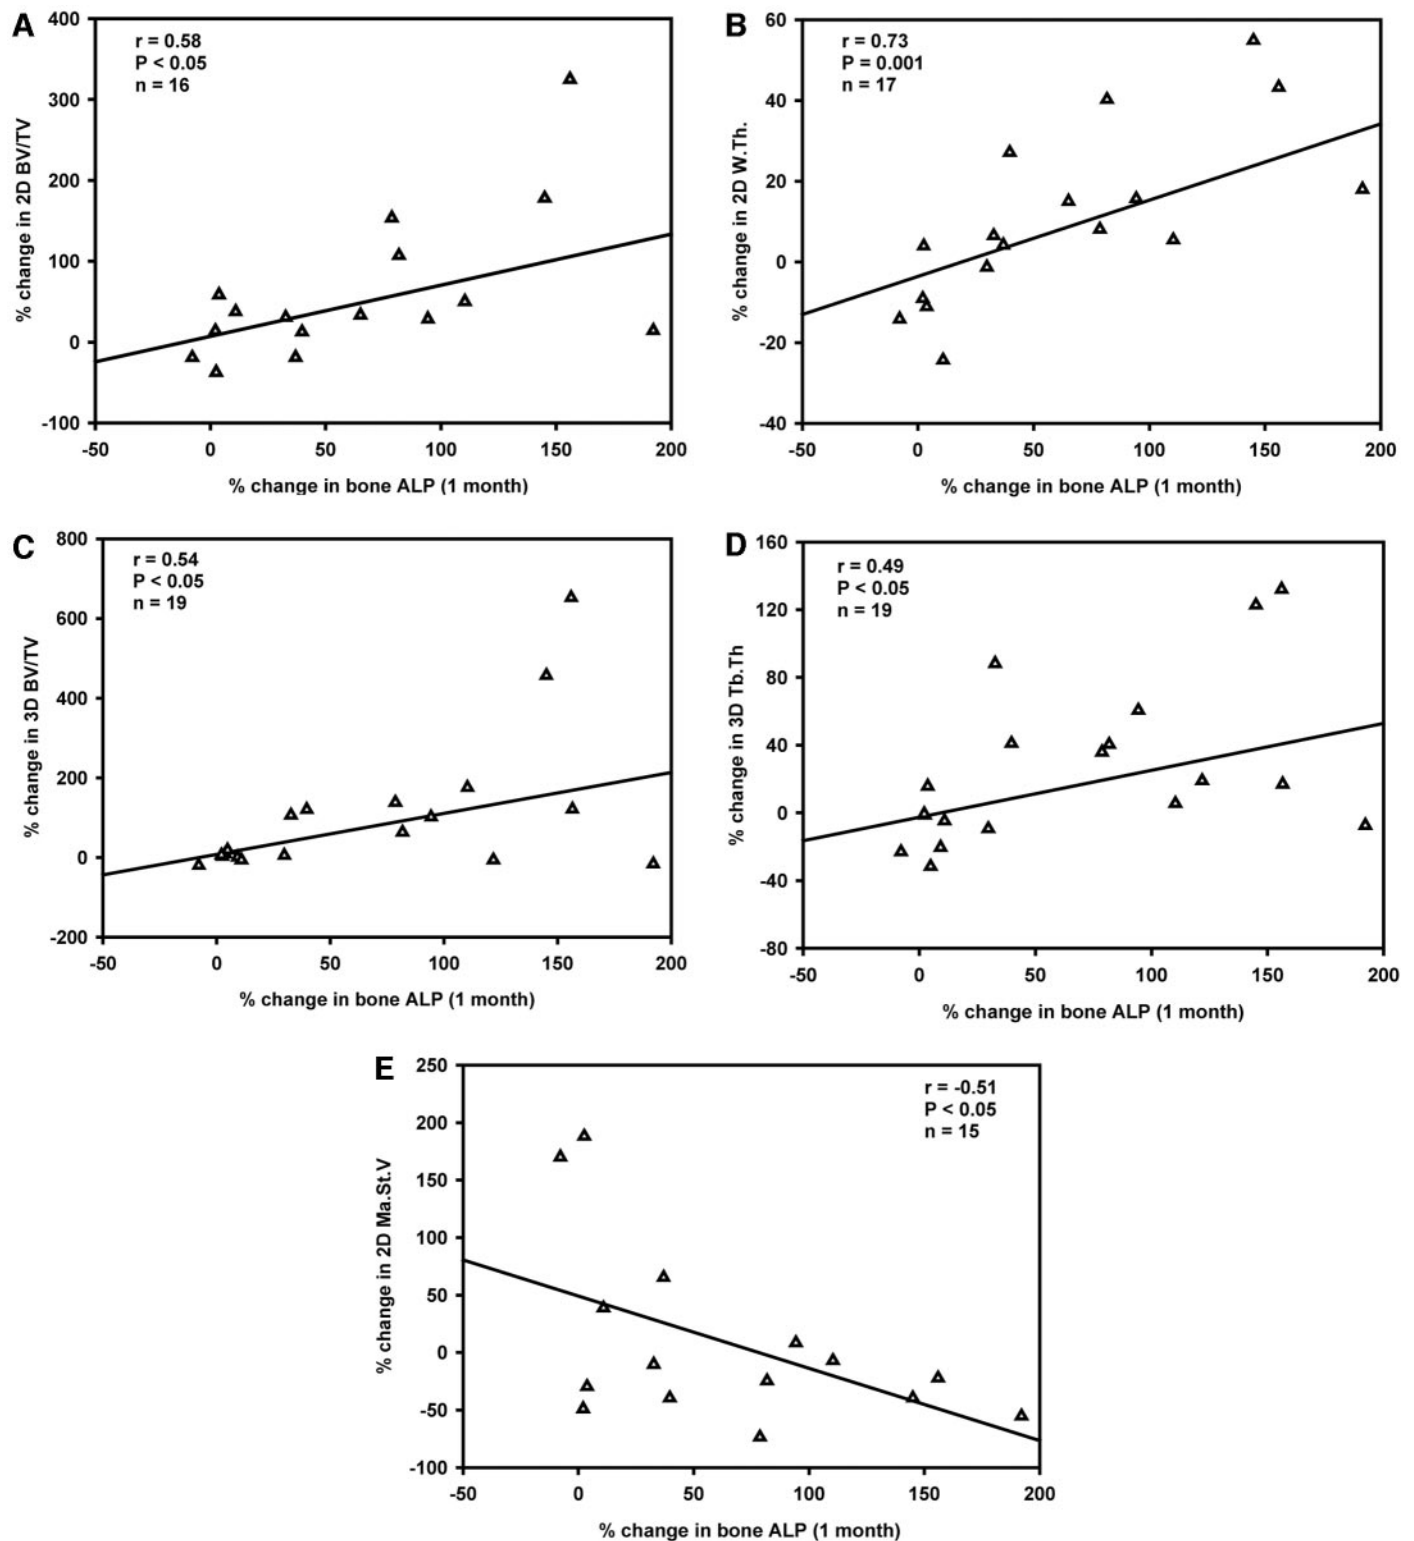 A
r = 0.58
P < 0.05
n = 16
400
300
200
100
0
-100
-50 0 50 100 150 200
% change in 2D BV/TV
% change in bone ALP (1 month)
B
r = 0.73
P = 0.001
n = 17
60
40
20
0
-20
-40
-50 0 50 100 150 200
% change in 2D W.Th.
% change in bone ALP (1 month)
C
r = 0.54
P < 0.05
n = 19
800
600
400
200
0
-200
-50 0 50 100 150 200
% change in 3D BV/TV
% change in bone ALP (1 month)
D
r = 0.49
P < 0.05
n = 19
160
120
80
40
0
-40
-80
-50 0 50 100 150 200
% change in 3D Tb.Th
% change in bone ALP (1 month)
E
r = -0.51
P < 0.05
n = 15
250
200
150
100
50
0
-50
-100
-50 0 50 100 150 200
% change in 2D Ma.St.V
% change in bone ALP (1 month)